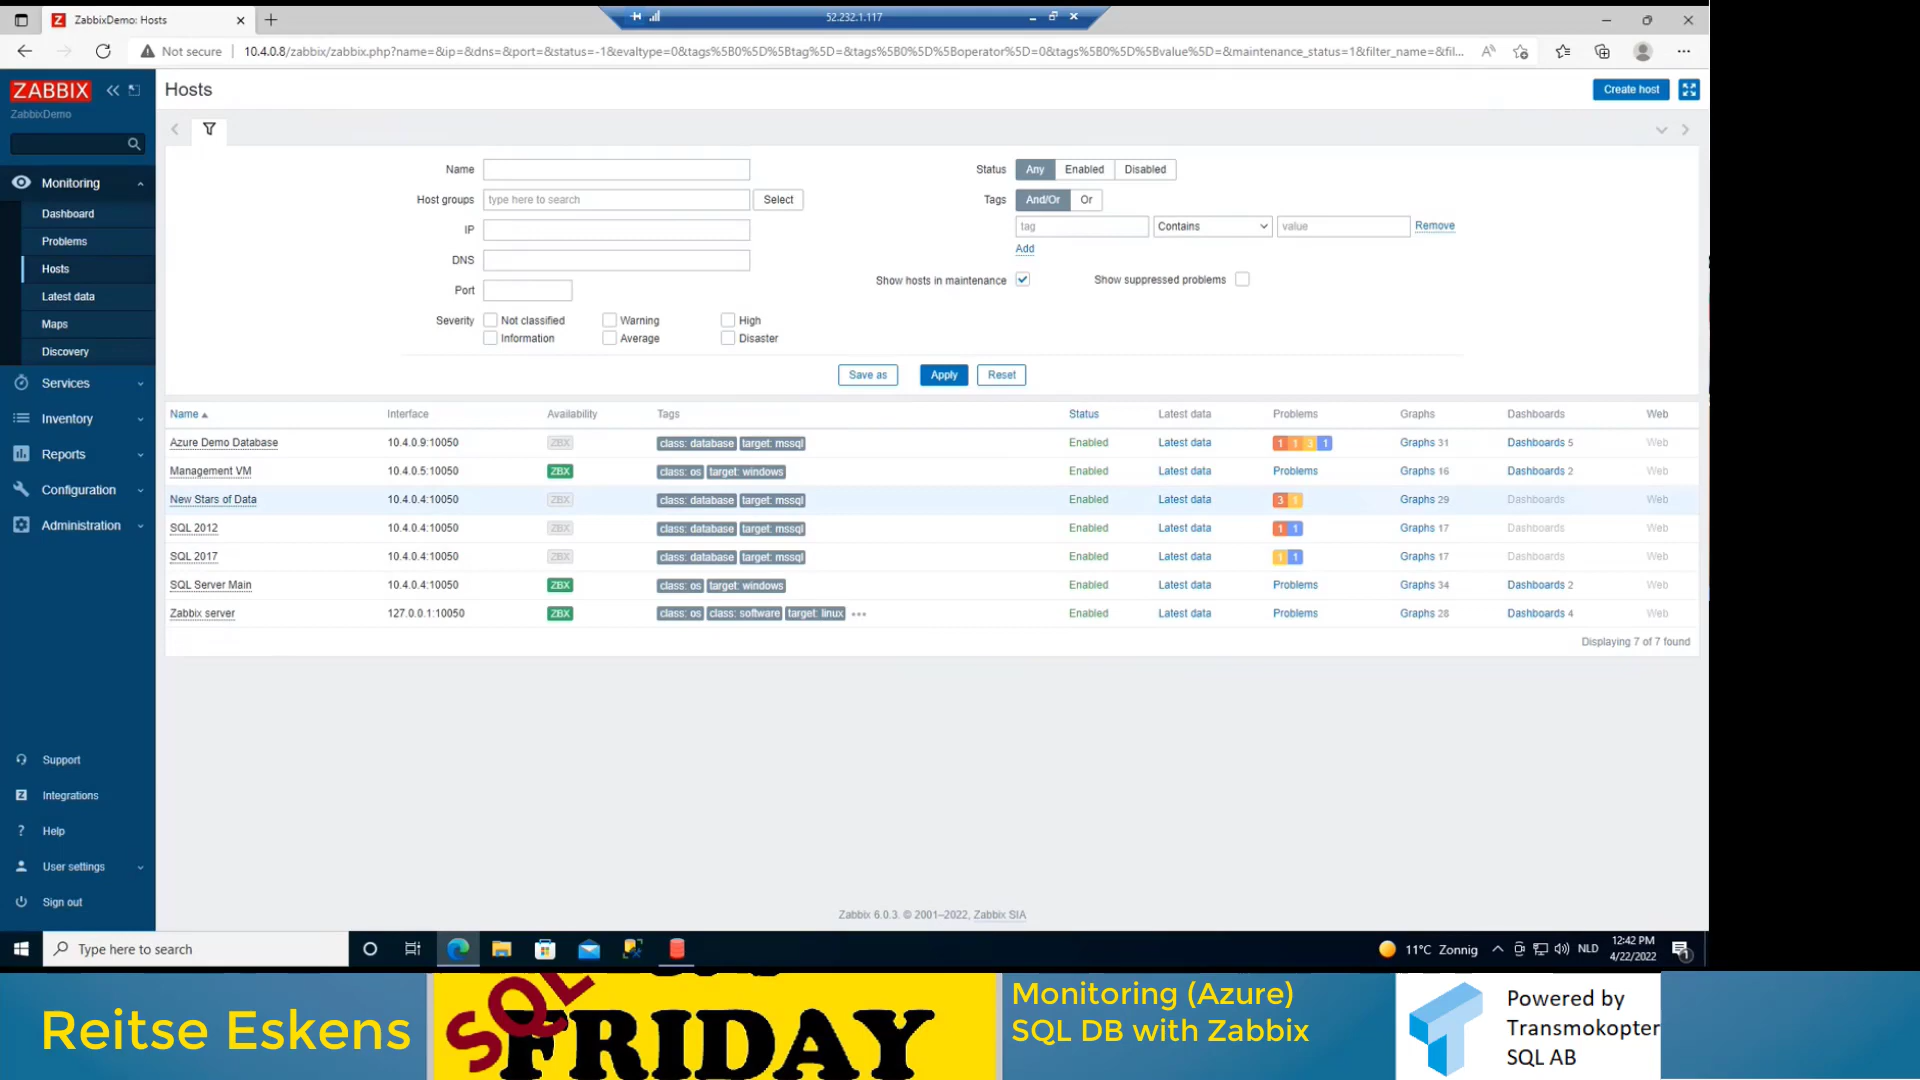 ZabbixDemo: Hosts
52.232.1.117
Not secure
10.4.0.8/zabbix/zabbix.php?name=&ip=&dns=&port=&status=-1&evaltype=0&tags%5B0%5D%5Btag%5D=&tags%5B0%5D%5Boperator%5D=0&tags%5B0%5D%5Bvalue%5D=&maintenance_status=1&filter_name=&fil...
ZABBIX
ZabbixDemo
Monitoring
Dashboard
Problems
Hosts
Latest data
Maps
Discovery
Services
Inventory
Reports
Configuration
Administration
Support
Integrations
Help
User settings
Sign out
Hosts
Create host
Name
Host groups type here to search Select
IP
DNS
Port
Severity Not classified Warning High
Information Average Disaster
Status Any Enabled Disabled
Tags And/Or Or
tag Contains value Remove
Add
Show hosts in maintenance Show suppressed problems
Save as Apply Reset
Name Interface Availability Tags Status Latest data Problems Graphs Dashboards Web
Azure Demo Database 10.4.0.9:10050 ZBX class: database target: mssql Enabled Latest data 1 1 3 1 Graphs 31 Dashboards 5 Web
Management VM 10.4.0.5:10050 ZBX class: os target: windows Enabled Latest data Problems Graphs 16 Dashboards 2 Web
New Stars of Data 10.4.0.4:10050 ZBX class: database target: mssql Enabled Latest data 3 1 Graphs 29 Dashboards Web
SQL 2012 10.4.0.4:10050 ZBX class: database target: mssql Enabled Latest data 1 1 Graphs 17 Dashboards Web
SQL 2017 10.4.0.4:10050 ZBX class: database target: mssql Enabled Latest data 1 1 Graphs 17 Dashboards Web
SQL Server Main 10.4.0.4:10050 ZBX class: os target: windows Enabled Latest data Problems Graphs 34 Dashboards 2 Web
Zabbix server 127.0.0.1:10050 ZBX class: os class: software target: linux ••• Enabled Latest data Problems Graphs 28 Dashboards 4 Web
Displaying 7 of 7 found
Zabbix 6.0.3. © 2001–2022, Zabbix SIA
Type here to search
11°C Zonnig
NLD
12:42 PM
4/22/2022
1
Reitse Eskens
SQL
FRIDAY
Monitoring (Azure)
SQL DB with Zabbix
Powered by
Transmokopter
SQL AB